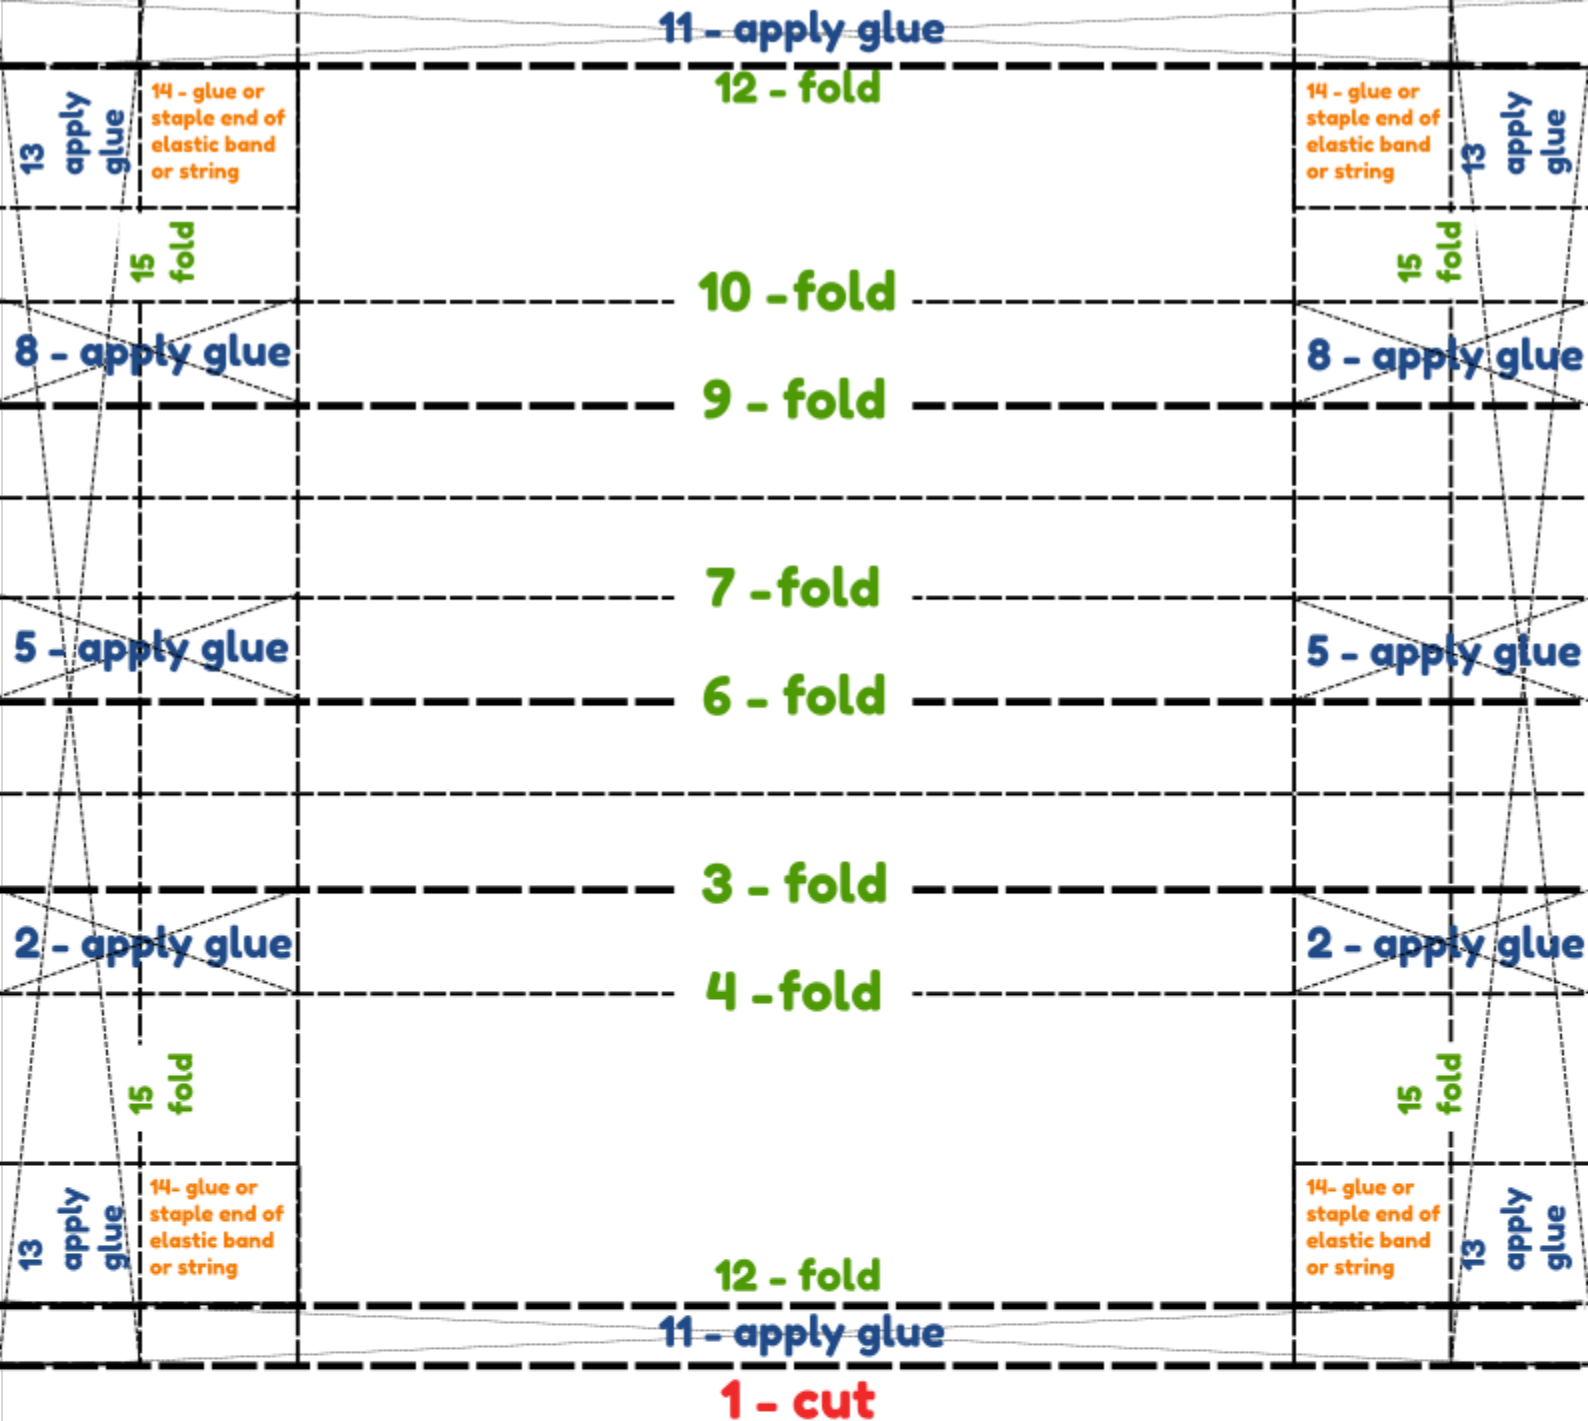 11 - apply glue
12 - fold
13
apply
glue
14 - glue or
staple end of
elastic band
or string
14 - glue or
staple end of
elastic band
or string
13
apply
glue
15
fold
15
fold
10 -fold
8 - apply glue
8 - apply glue
9 - fold
7 -fold
5 - apply glue
5 - apply glue
6 - fold
3 - fold
2 - apply glue
2 - apply glue
4 -fold
15
fold
15
fold
13
apply
glue
14- glue or
staple end of
elastic band
or string
14- glue or
staple end of
elastic band
or string
13
apply
glue
12 - fold
11 - apply glue
1 - cut